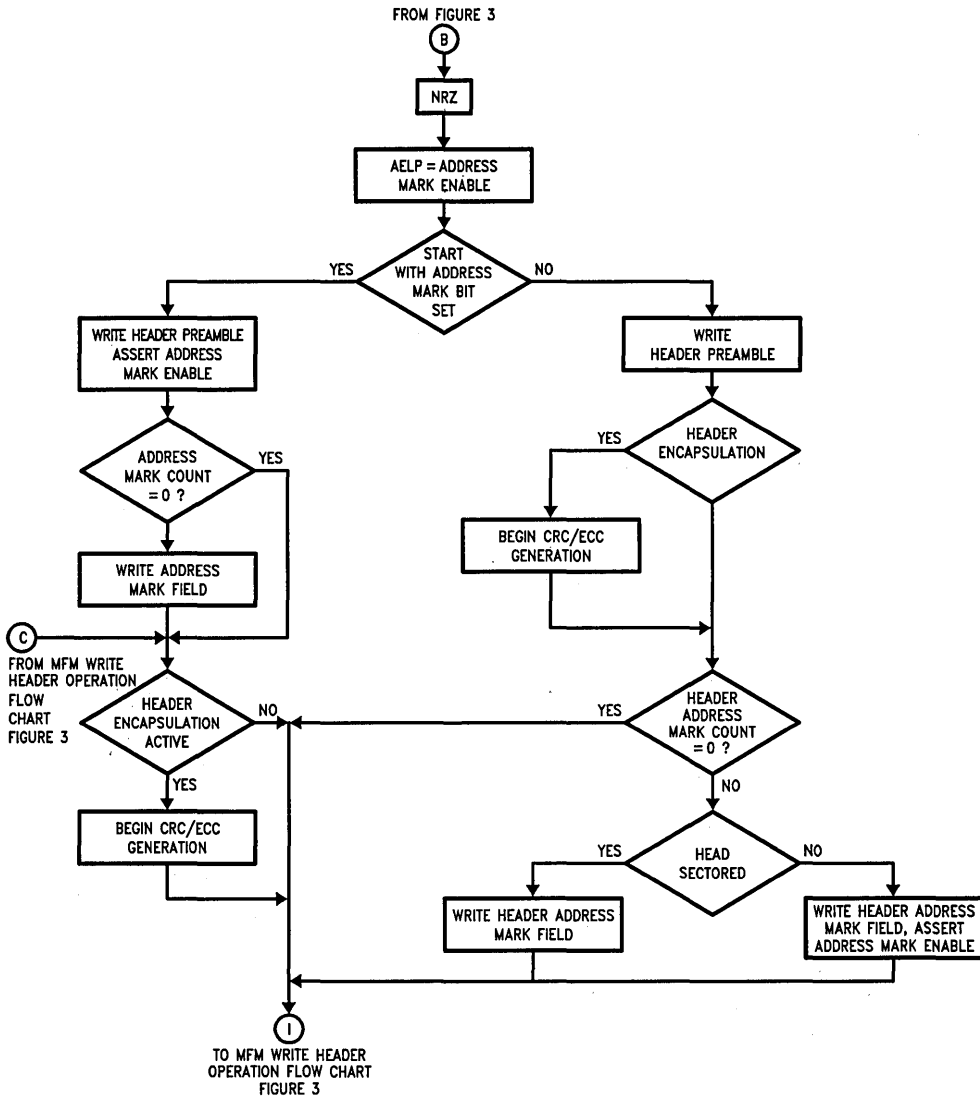 FROM FIGURE 3
B
NRZ
AELP = ADDRESS
MARK ENABLE
START
WITH ADDRESS
MARK BIT
SET
YES
NO
WRITE HEADER PREAMBLE
ASSERT ADDRESS
MARK ENABLE
WRITE
HEADER PREAMBLE
ADDRESS
MARK COUNT
= 0 ?
YES
HEADER
ENCAPSULATION
YES
BEGIN CRC/ECC
GENERATION
WRITE ADDRESS
MARK FIELD
C
FROM MFM WRITE
HEADER OPERATION
FLOW
CHART
FIGURE 3
HEADER
ENCAPSULATION
ACTIVE
NO
YES
HEADER
ADDRESS
MARK COUNT
= 0 ?
YES
NO
BEGIN CRC/ECC
GENERATION
HEAD
SECTORED
YES
NO
WRITE HEADER ADDRESS
MARK FIELD
WRITE HEADER ADDRESS
MARK FIELD, ASSERT
ADDRESS MARK ENABLE
I
TO MFM WRITE HEADER
OPERATION FLOW CHART
FIGURE 3